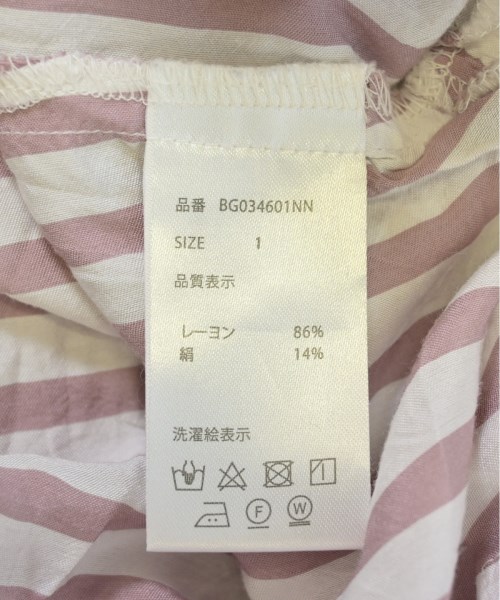 品番 BG034601NN
SIZE 1
品質表示
レーヨン 86%
絹 14%
洗濯絵表示
F W